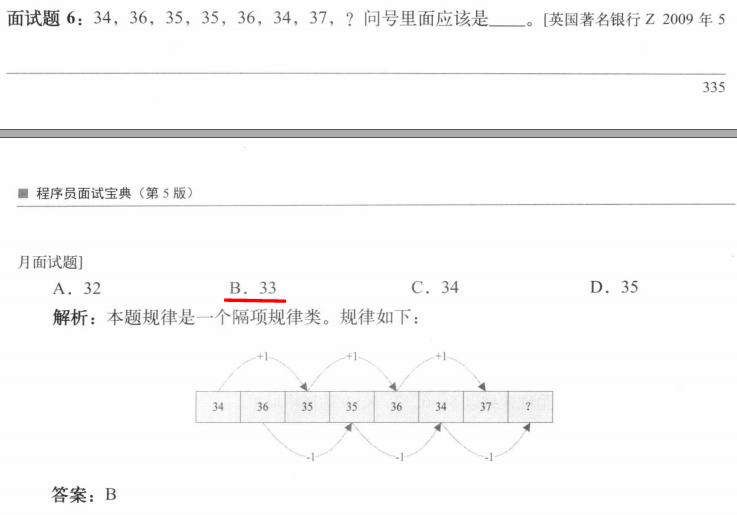 面试题 6：34，36，35，35，36，34，37，？问号里面应该是____。[英国著名银行 Z 2009 年 5
335
■ 程序员面试宝典（第 5 版）
月面试题]
A．32 B．33 C．34 D．35
解析：本题规律是一个隔项规律类。规律如下：
+1 +1 +1
34 36 35 35 36 34 37 ?
-1 -1 -1
答案：B